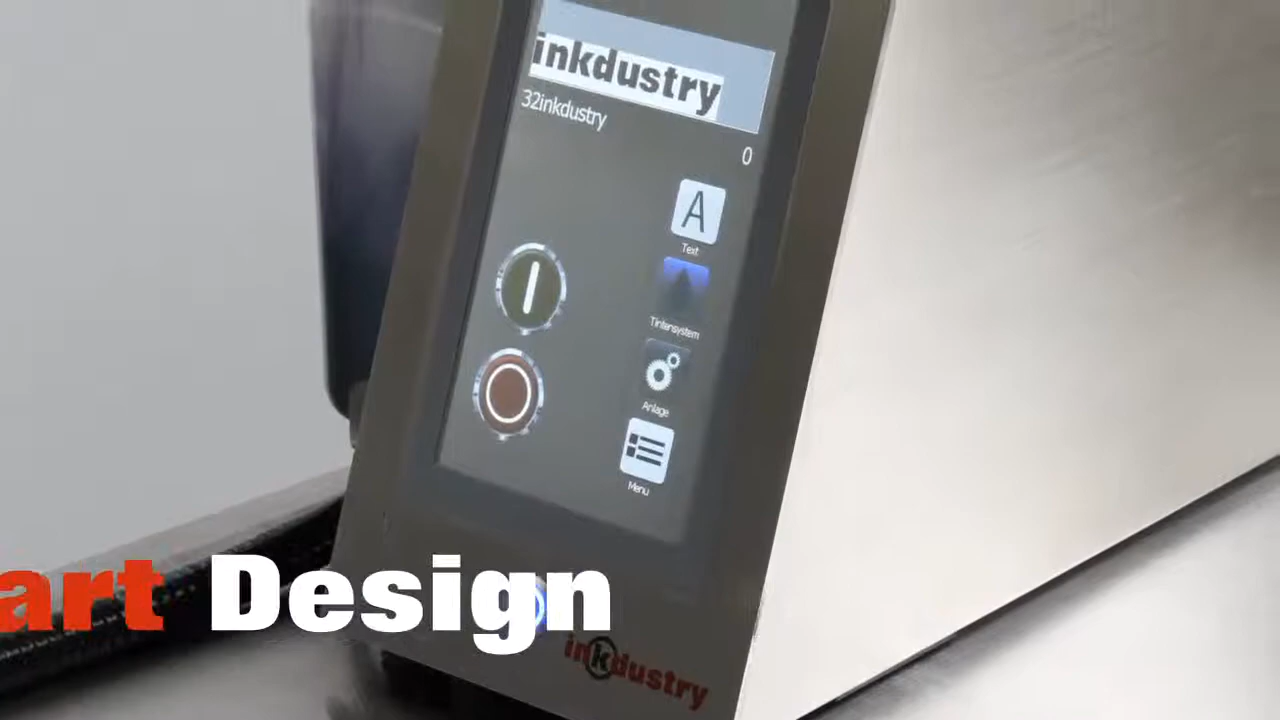 inkdustry
32inkdustry
0
A
Text
Tintensystem
Anlage
Menu
art Design
inkdustry